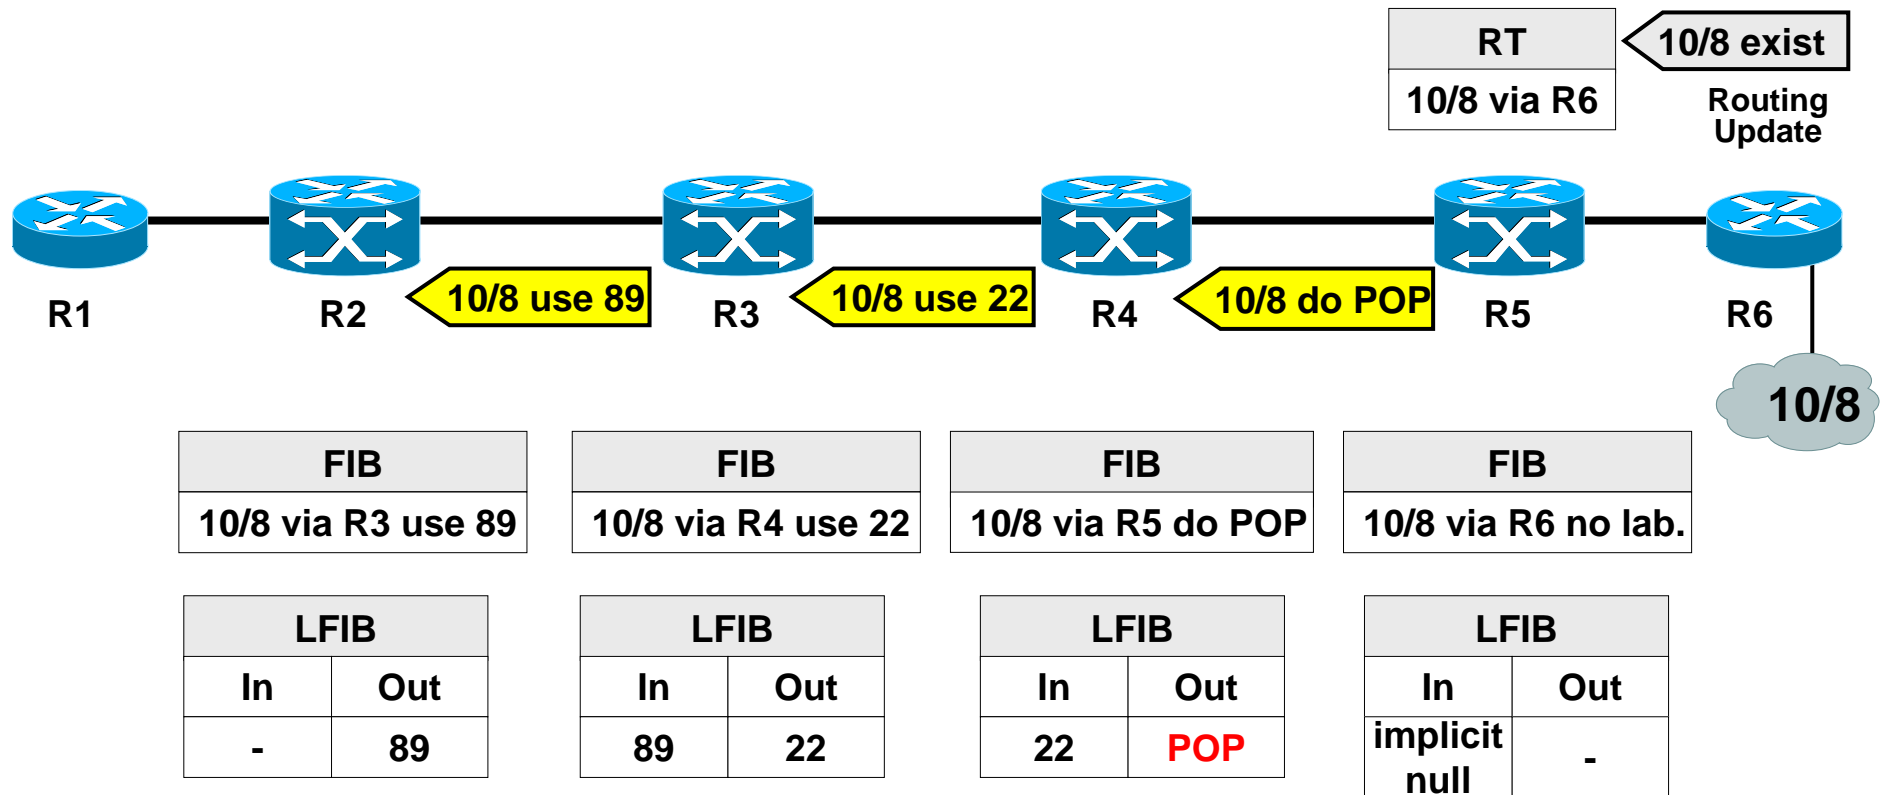 RT
10/8 exist
10/8 via R6
Routing
Update
R1
R2
10/8 use 89
R3
10/8 use 22
R4
10/8 do POP
R5
R6
10/8
FIB
10/8 via R3 use 89
FIB
10/8 via R4 use 22
FIB
10/8 via R5 do POP
FIB
10/8 via R6 no lab.
LFIB
In Out
- 89
LFIB
In Out
89 22
LFIB
In Out
22 POP
LFIB
In Out
implicit
null -